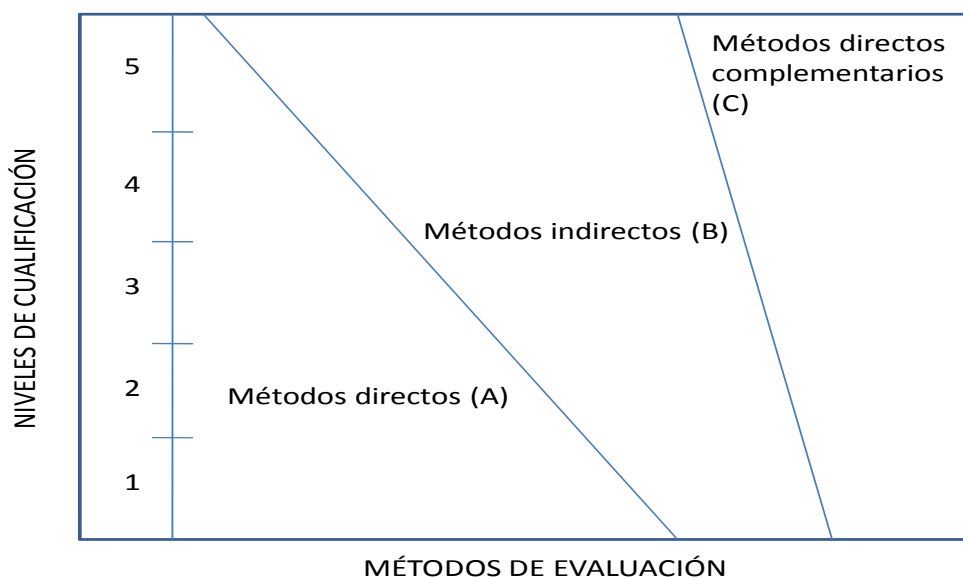 NIVELES DE CUALIFICACIÓN
5
4
3
2
1
Métodos directos
complementarios
(C)
Métodos indirectos (B)
Métodos directos (A)
MÉTODOS DE EVALUACIÓN